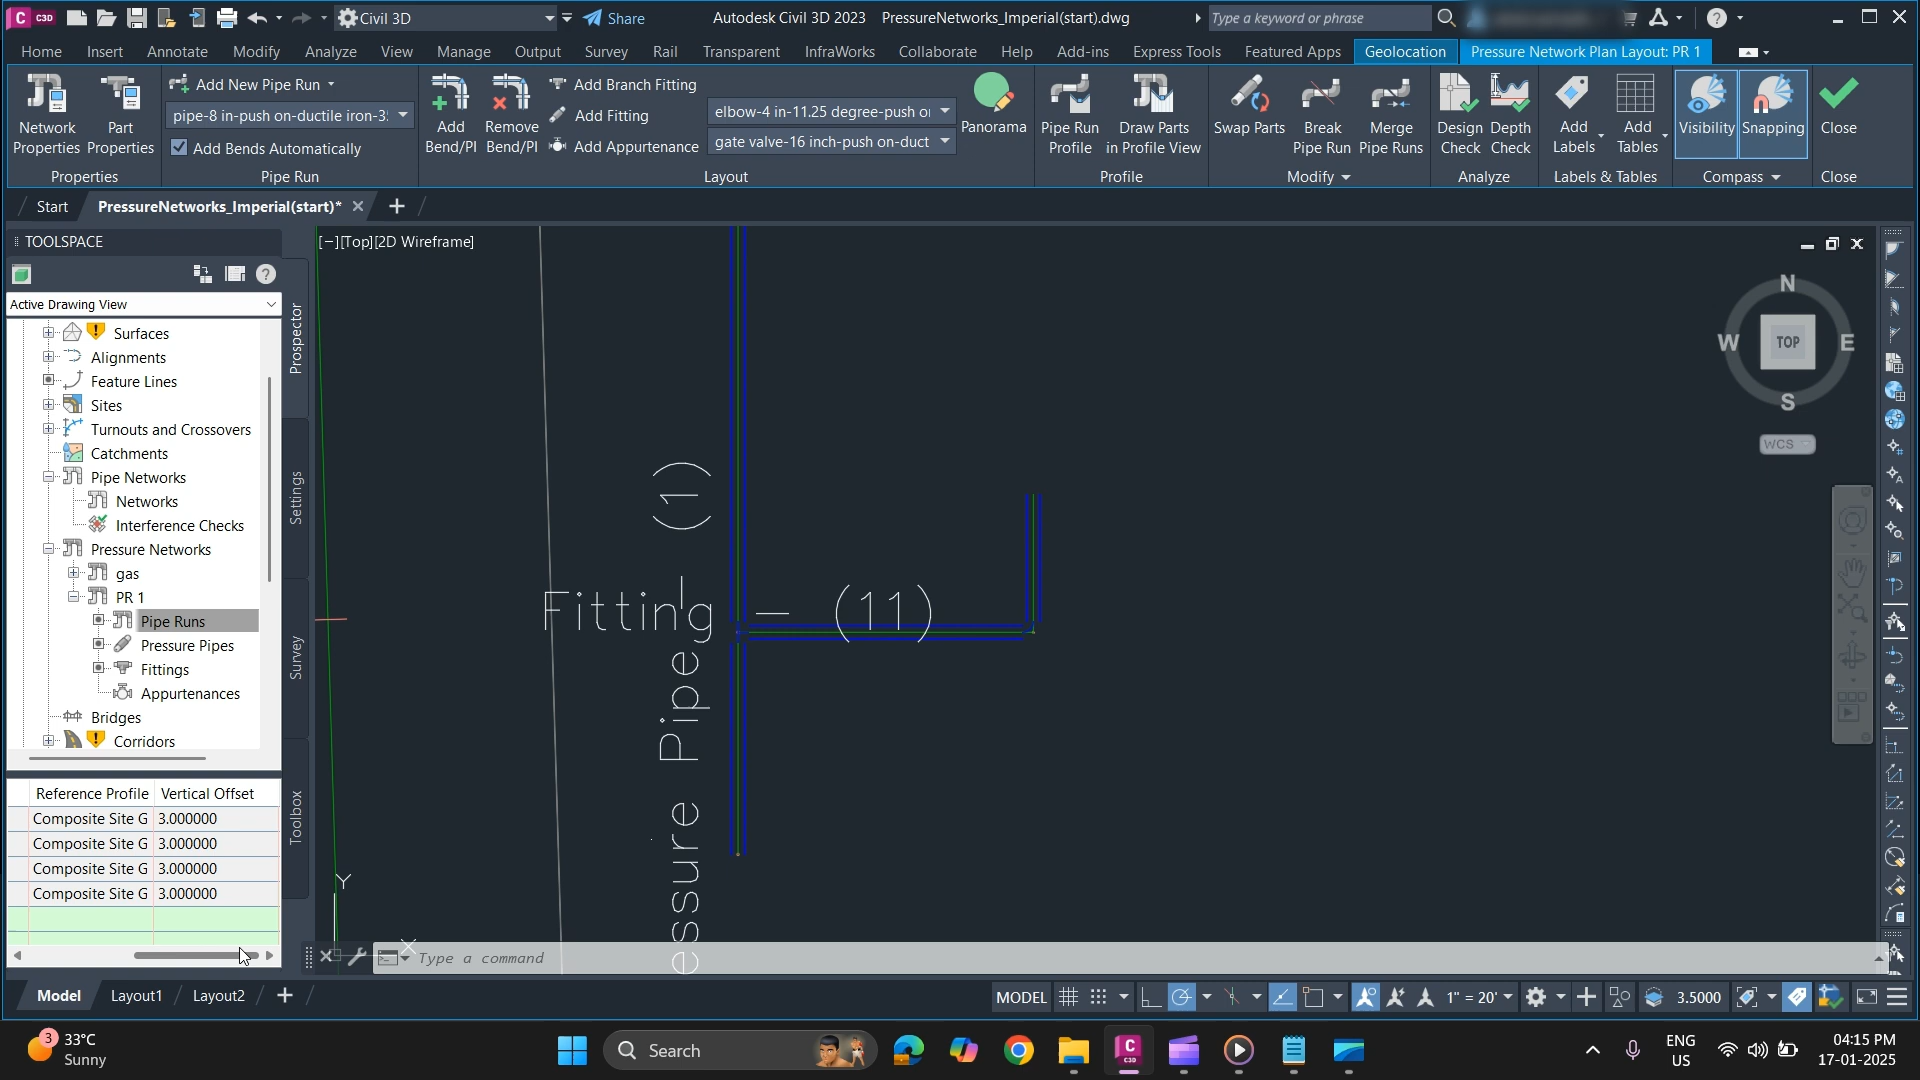 C C3D Civil 3D Share Autodesk Civil 3D 2023 PressureNetworks_Imperial(start).dwg Type a keyword or phrase
Home Insert Annotate Modify Analyze View Manage Output Survey Rail Transparent InfraWorks Collaborate Help Add-ins Express Tools Featured Apps Geolocation Pressure Network Plan Layout: PR 1
Add New Pipe Run
pipe-8 in-push on-ductile iron-3!
Add Bends Automatically
Network Properties
Part Properties
Add Bend/PI
Remove Bend/PI
Add Branch Fitting
Add Fitting
Add Appurtenance
elbow-4 in-11.25 degree-push o
gate valve-16 inch-push on-duct
Panorama
Pipe Run Profile
Draw Parts in Profile View
Swap Parts
Break Pipe Run
Merge Pipe Runs
Design Check
Depth Check
Add Labels
Add Tables
Visibility
Snapping
Close
Properties Pipe Run Layout Profile Modify Analyze Labels & Tables Compass Close
Start PressureNetworks_Imperial(start)*
TOOLSPACE
[−][Top][2D Wireframe]
Active Drawing View
Surfaces
Alignments
Feature Lines
Sites
Turnouts and Crossovers
Catchments
Pipe Networks
Networks
Interference Checks
Pressure Networks
gas
PR 1
Pipe Runs
Pressure Pipes
Fittings
Appurtenances
Bridges
Corridors
Prospector
Settings
Survey
Toolbox
Reference Profile Vertical Offset
Composite Site G 3.000000
Composite Site G 3.000000
Composite Site G 3.000000
Composite Site G 3.000000
Fitting - (11)
essure Pipe - (1)
Y
N
W TOP E
S
WCS
Type a command
Model Layout1 Layout2
MODEL 1" = 20' 3.5000
3
33°C
Sunny
Search
C
C3D
ENG
US
04:15 PM
17-01-2025